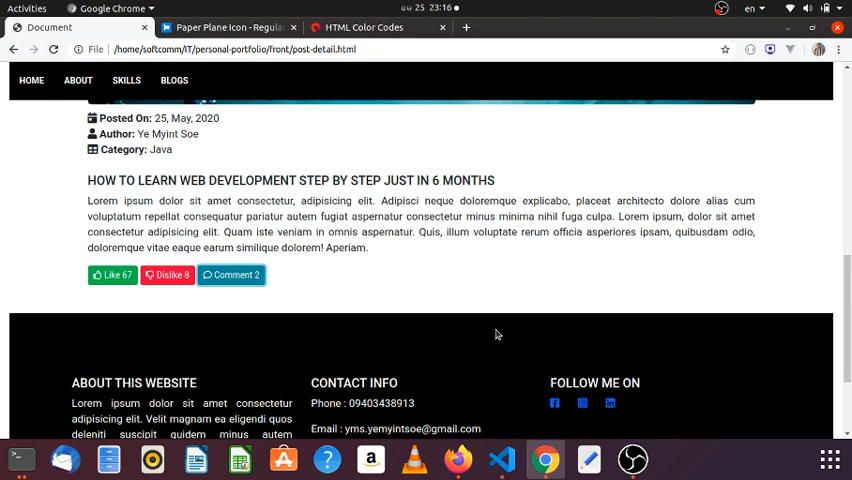 Activities
Google Chrome
မေ 25 23:16
en
Document
Paper Plane Icon - Regular
HTML Color Codes
File
/home/softcomm/IT/personal-portfolio/front/post-detail.html
HOME
ABOUT
SKILLS
BLOGS
Posted On: 25, May, 2020
Author: Ye Myint Soe
Category: Java
HOW TO LEARN WEB DEVELOPMENT STEP BY STEP JUST IN 6 MONTHS
Lorem ipsum dolor sit amet consectetur, adipisicing elit. Adipisci neque doloremque explicabo, placeat architecto dolore alias cum
voluptatum repellat consequatur pariatur autem fugiat aspernatur consectetur minus minima nihil fuga culpa. Lorem ipsum, dolor sit amet
consectetur adipisicing elit. Quam iste veniam in omnis aspernatur. Quis, illum voluptate rerum officia asperiores ipsam, quibusdam odio,
doloremque vitae eaque earum similique dolorem! Aperiam.
Like 67
Dislike 8
Comment 2
ABOUT THIS WEBSITE
Lorem ipsum dolor sit amet consectetur
adipisicing elit. Velit magnam ea eligendi quos
deleniti suscipit quidem minus autem
CONTACT INFO
Phone : 09403438913
Email : yms.yemyintsoe@gmail.com
FOLLOW ME ON